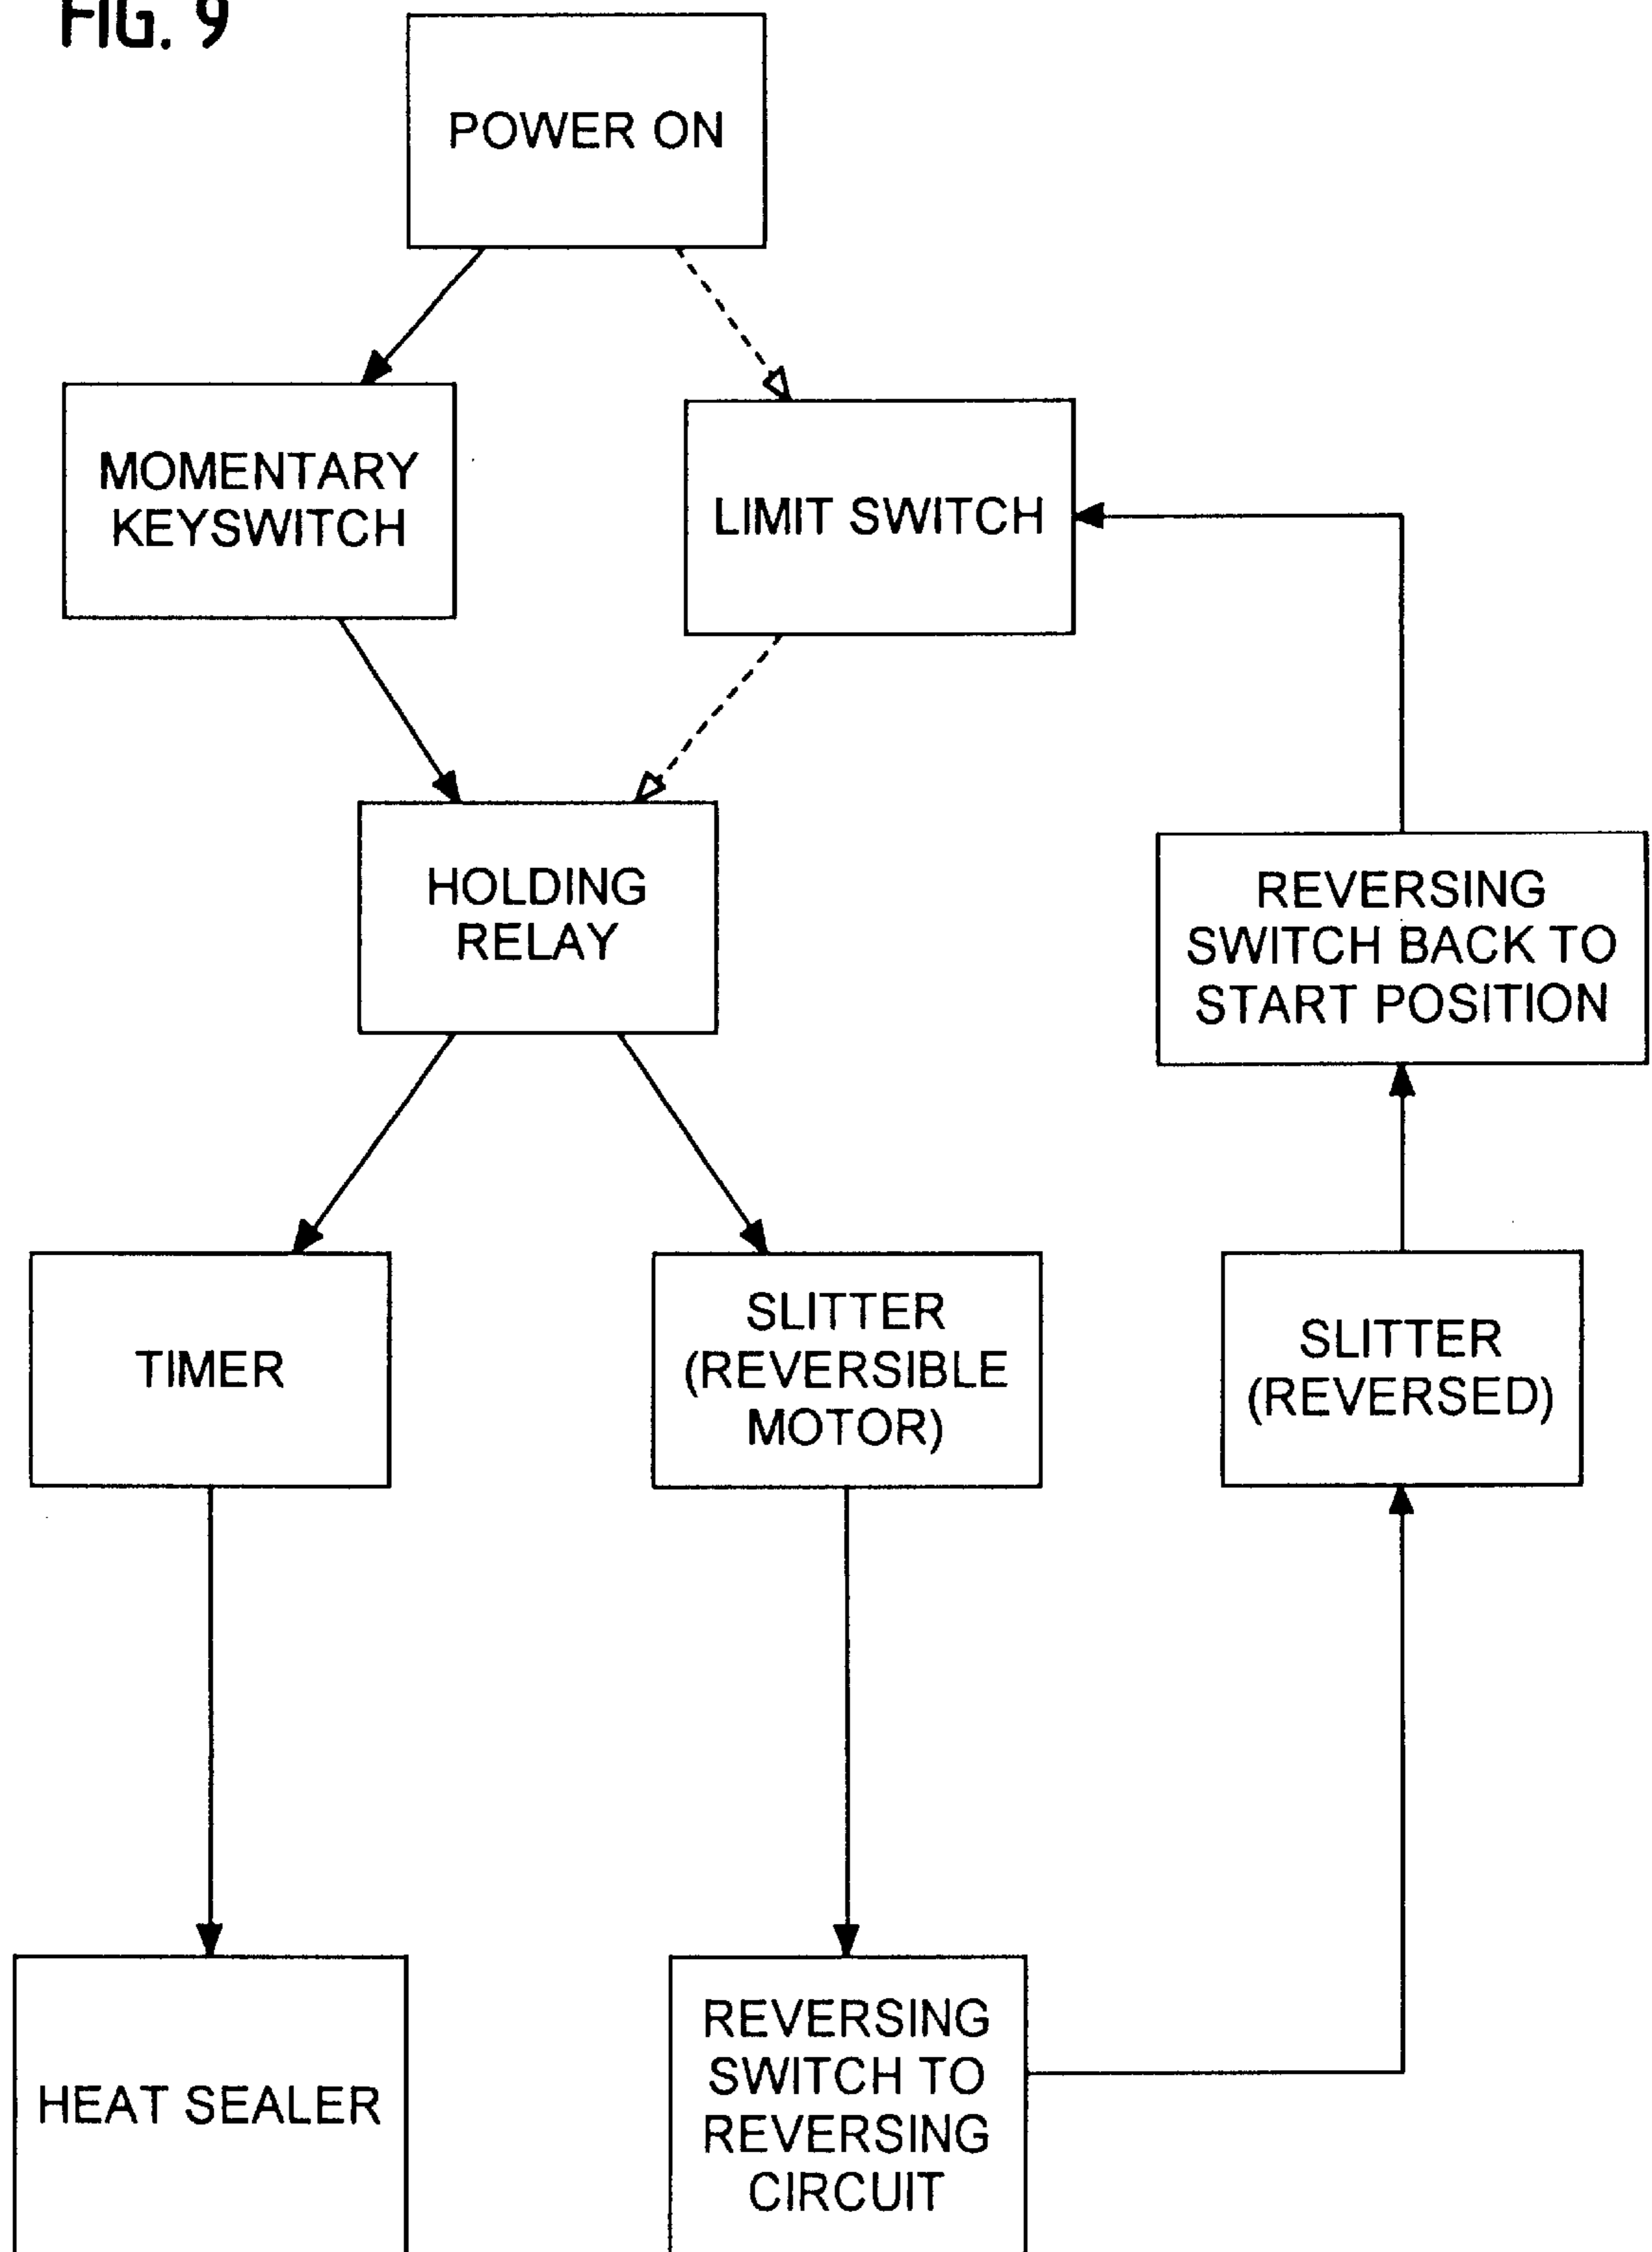 FIG. 9
POWER ON
MOMENTARY
KEYSWITCH
LIMIT SWITCH
HOLDING
RELAY
REVERSING
SWITCH BACK TO
START POSITION
TIMER
SLITTER
(REVERSIBLE
MOTOR)
SLITTER
(REVERSED)
HEAT SEALER
REVERSING
SWITCH TO
REVERSING
CIRCUIT